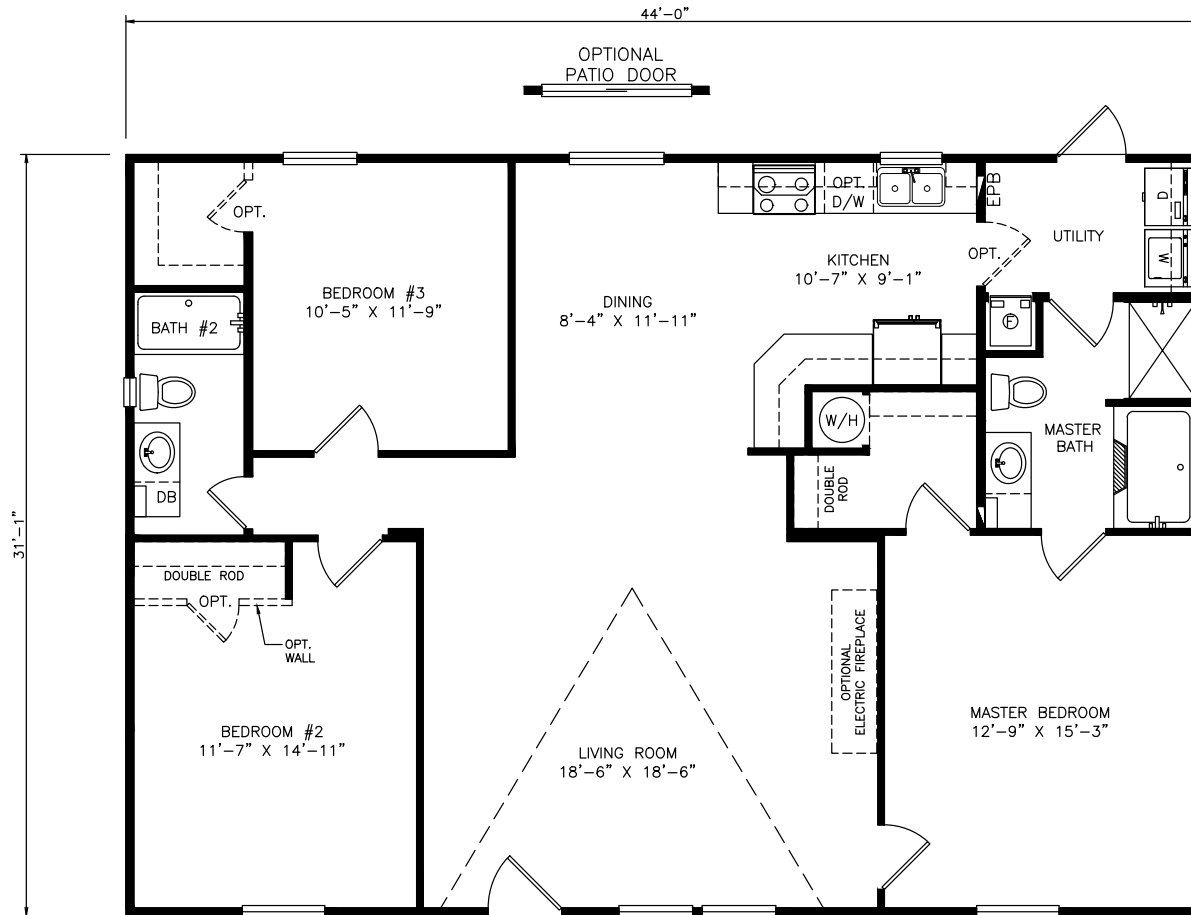 44'-0"
OPTIONAL
PATIO DOOR
31'-1"
OPT.
BEDROOM #3
10'-5" X 11'-9"
BATH #2
DB
DINING
8'-4" X 11'-11"
OPT.
D/W
KITCHEN
10'-7" X 9'-1"
EPB
OPT.
UTILITY
D
W
F
W/H
DOUBLE
ROD
MASTER
BATH
DOUBLE ROD
OPT.
OPT.
WALL
BEDROOM #2
11'-7" X 14'-11"
LIVING ROOM
18'-6" X 18'-6"
OPTIONAL
ELECTRIC FIREPLACE
MASTER BEDROOM
12'-9" X 15'-3"